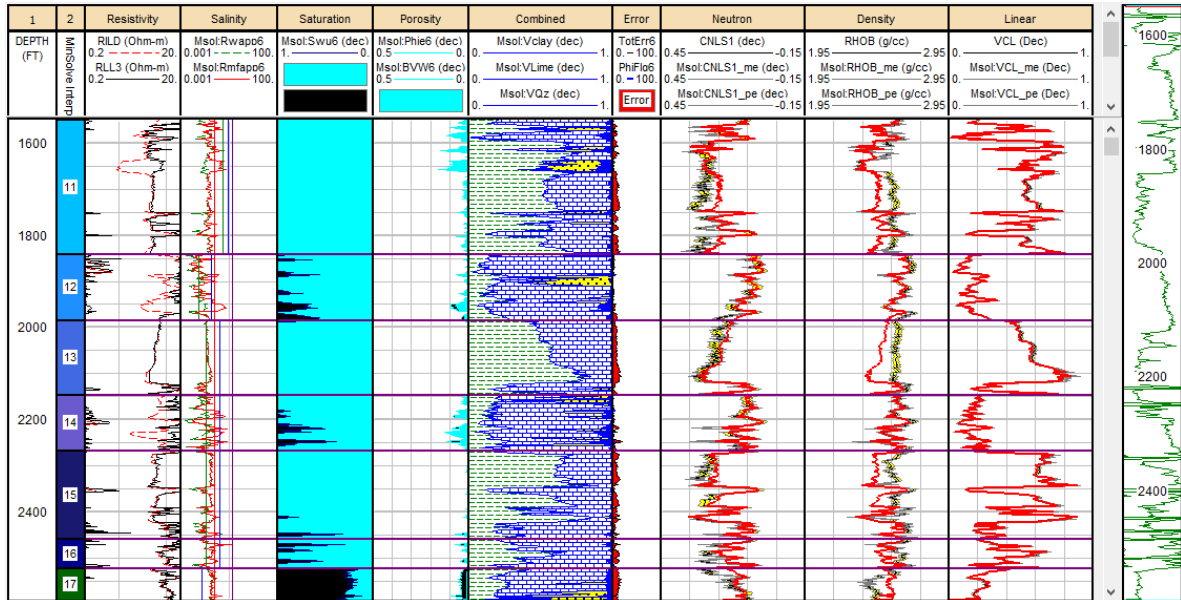 1 2 Resistivity Salinity Saturation Porosity Combined Error Neutron Density Linear
DEPTH (FT) MinSolve Interp
RILD (Ohm-m)
0.2 20.
RLL3 (Ohm-m)
0.2 20.
Msol:Rwapp6
0.001 100.
Msol:Rmfapp6
0.001 100.
Msol:Swu6 (dec)
1. 0.
Msol:Phie6 (dec)
0.5 0.
Msol:BVW6 (dec)
0.5 0.
Msol:Vclay (dec)
0. 1.
Msol:VLime (dec)
0. 1.
Msol:VQz (dec)
0. 1.
TotErr6
0. 100.
PhiFlg6
0. 100.
Error
CNLS1 (dec)
0.45 -0.15
Msol:CNLS1_me (dec)
0.45 -0.15
Msol:CNLS1_pe (dec)
0.45 -0.15
RHOB (g/cc)
1.95 2.95
Msol:RHOB_me (g/cc)
1.95 2.95
Msol:RHOB_pe (g/cc)
1.95 2.95
VCL (Dec)
0. 1.
Msol:VCL_me (Dec)
0. 1.
Msol:VCL_pe (Dec)
0. 1.
1600
11
1800
12
2000
13
2200
14
15
2400
16
17
1600
1800
2000
2200
2400